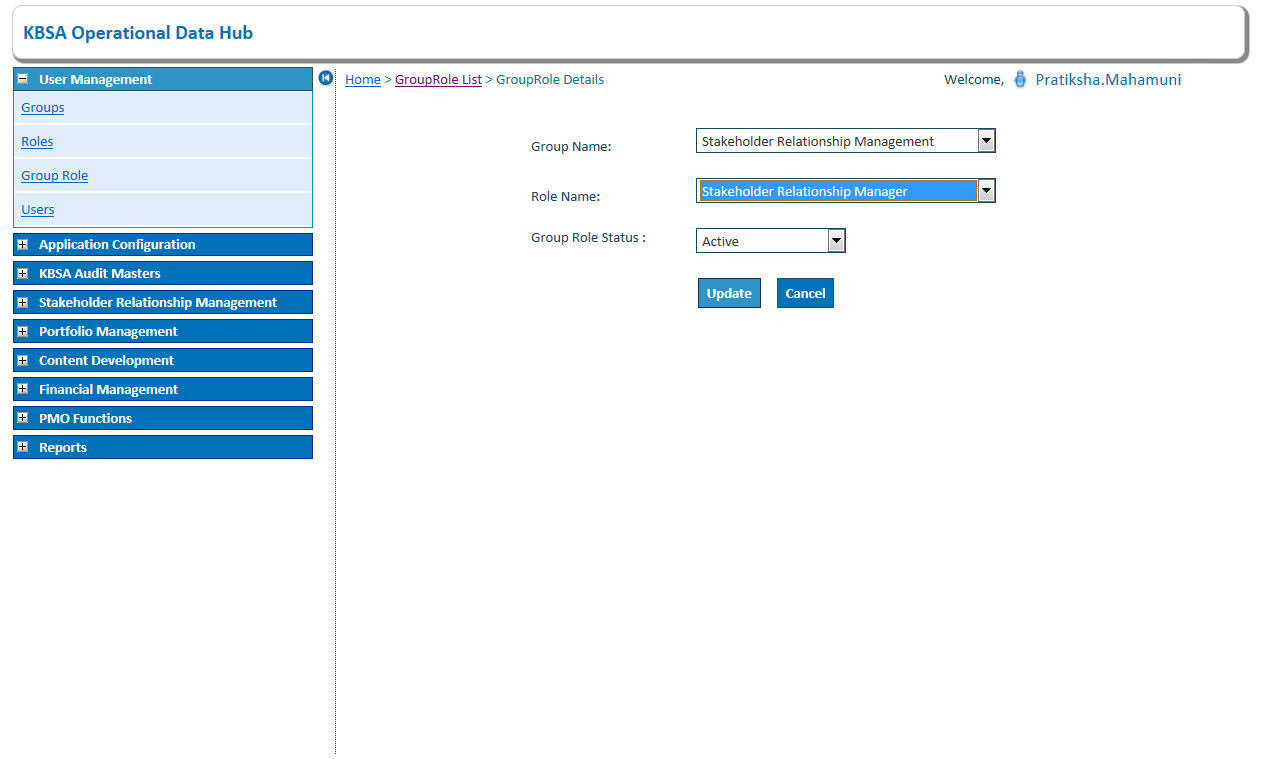 KBSA Operational Data Hub
User Management
Groups
Roles
Group Role
Users
Application Configuration
KBSA Audit Masters
Stakeholder Relationship Management
Portfolio Management
Content Development
Financial Management
PMO Functions
Reports
Home > GroupRole List > GroupRole Details
Welcome, Pratiksha.Mahamuni
Group Name: Stakeholder Relationship Management
Role Name: Stakeholder Relationship Manager
Group Role Status : Active
Update Cancel